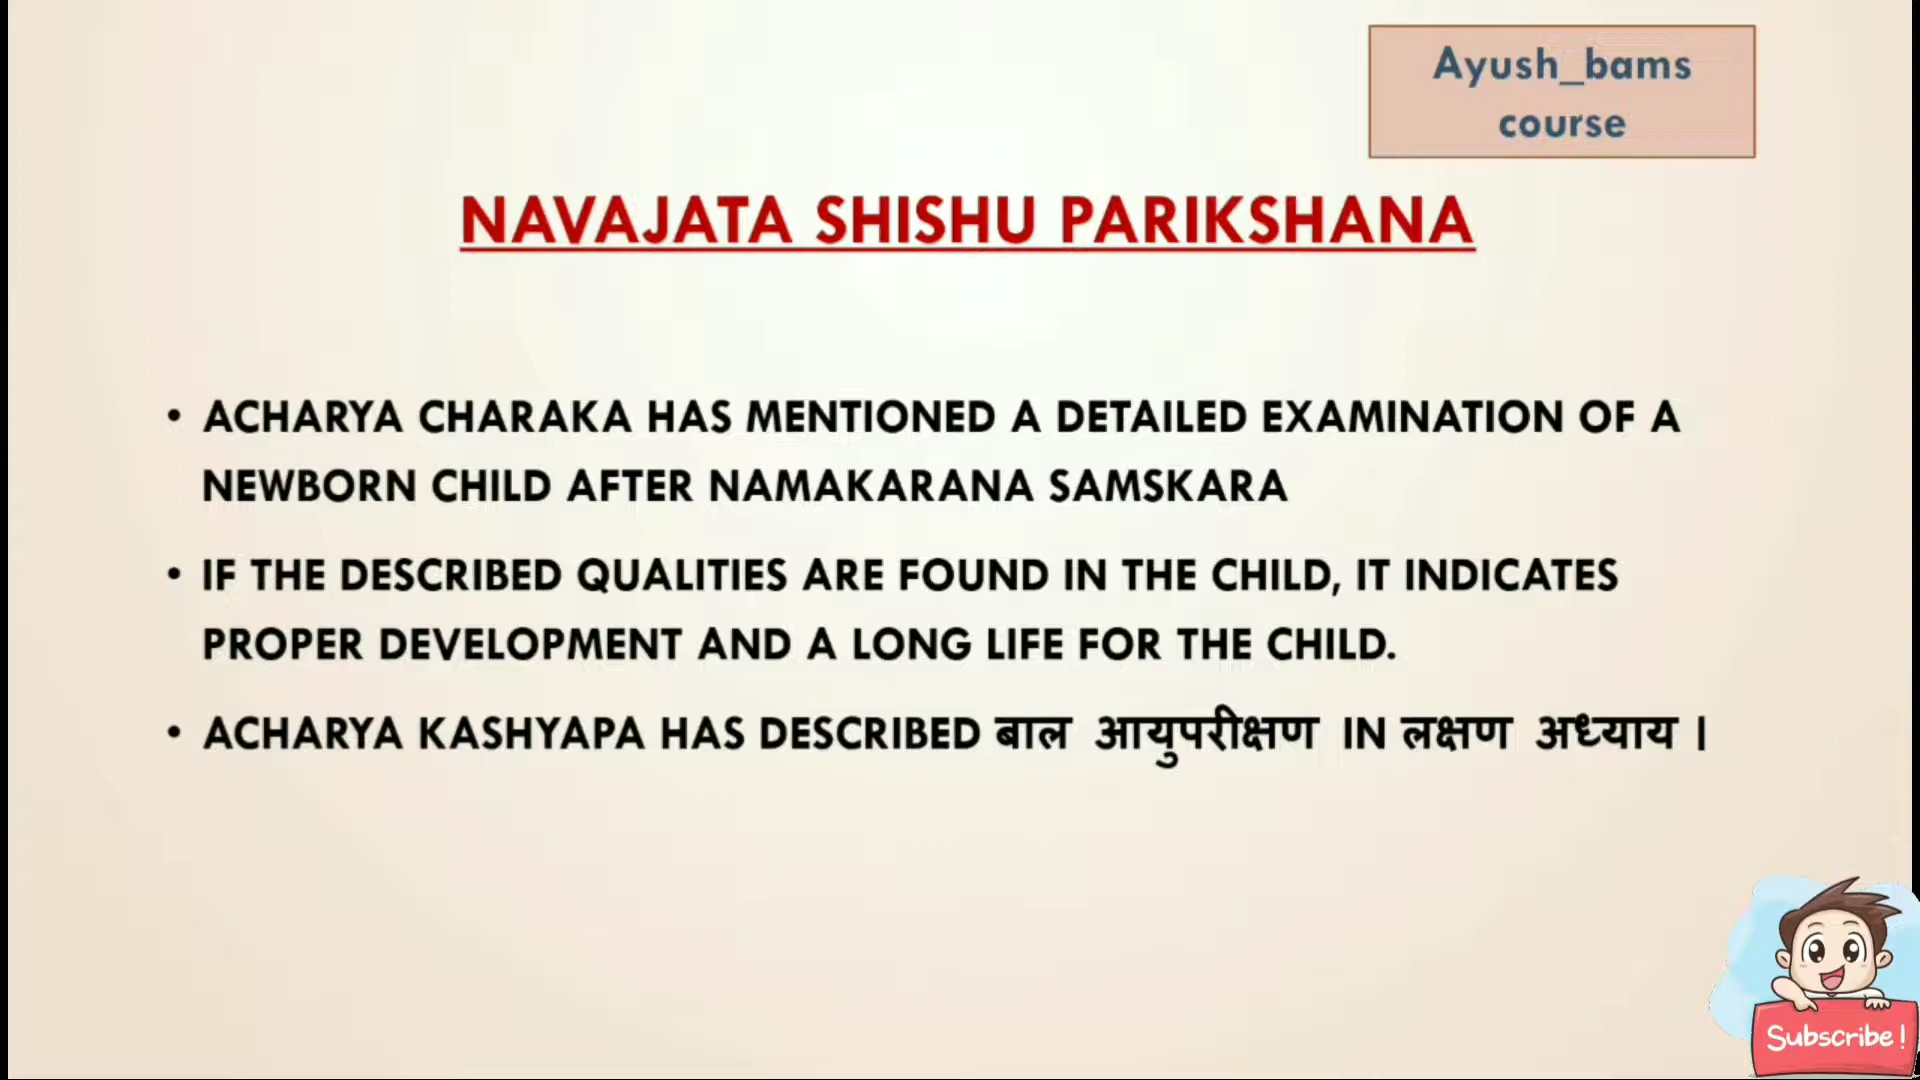 Ayush_bams
course
NAVAJATA SHISHU PARIKSHANA
• ACHARYA CHARAKA HAS MENTIONED A DETAILED EXAMINATION OF A
NEWBORN CHILD AFTER NAMAKARANA SAMSKARA
• IF THE DESCRIBED QUALITIES ARE FOUND IN THE CHILD, IT INDICATES
PROPER DEVELOPMENT AND A LONG LIFE FOR THE CHILD.
• ACHARYA KASHYAPA HAS DESCRIBED बाल आयुपरीक्षण IN लक्षण अध्याय ।
Subscribe!